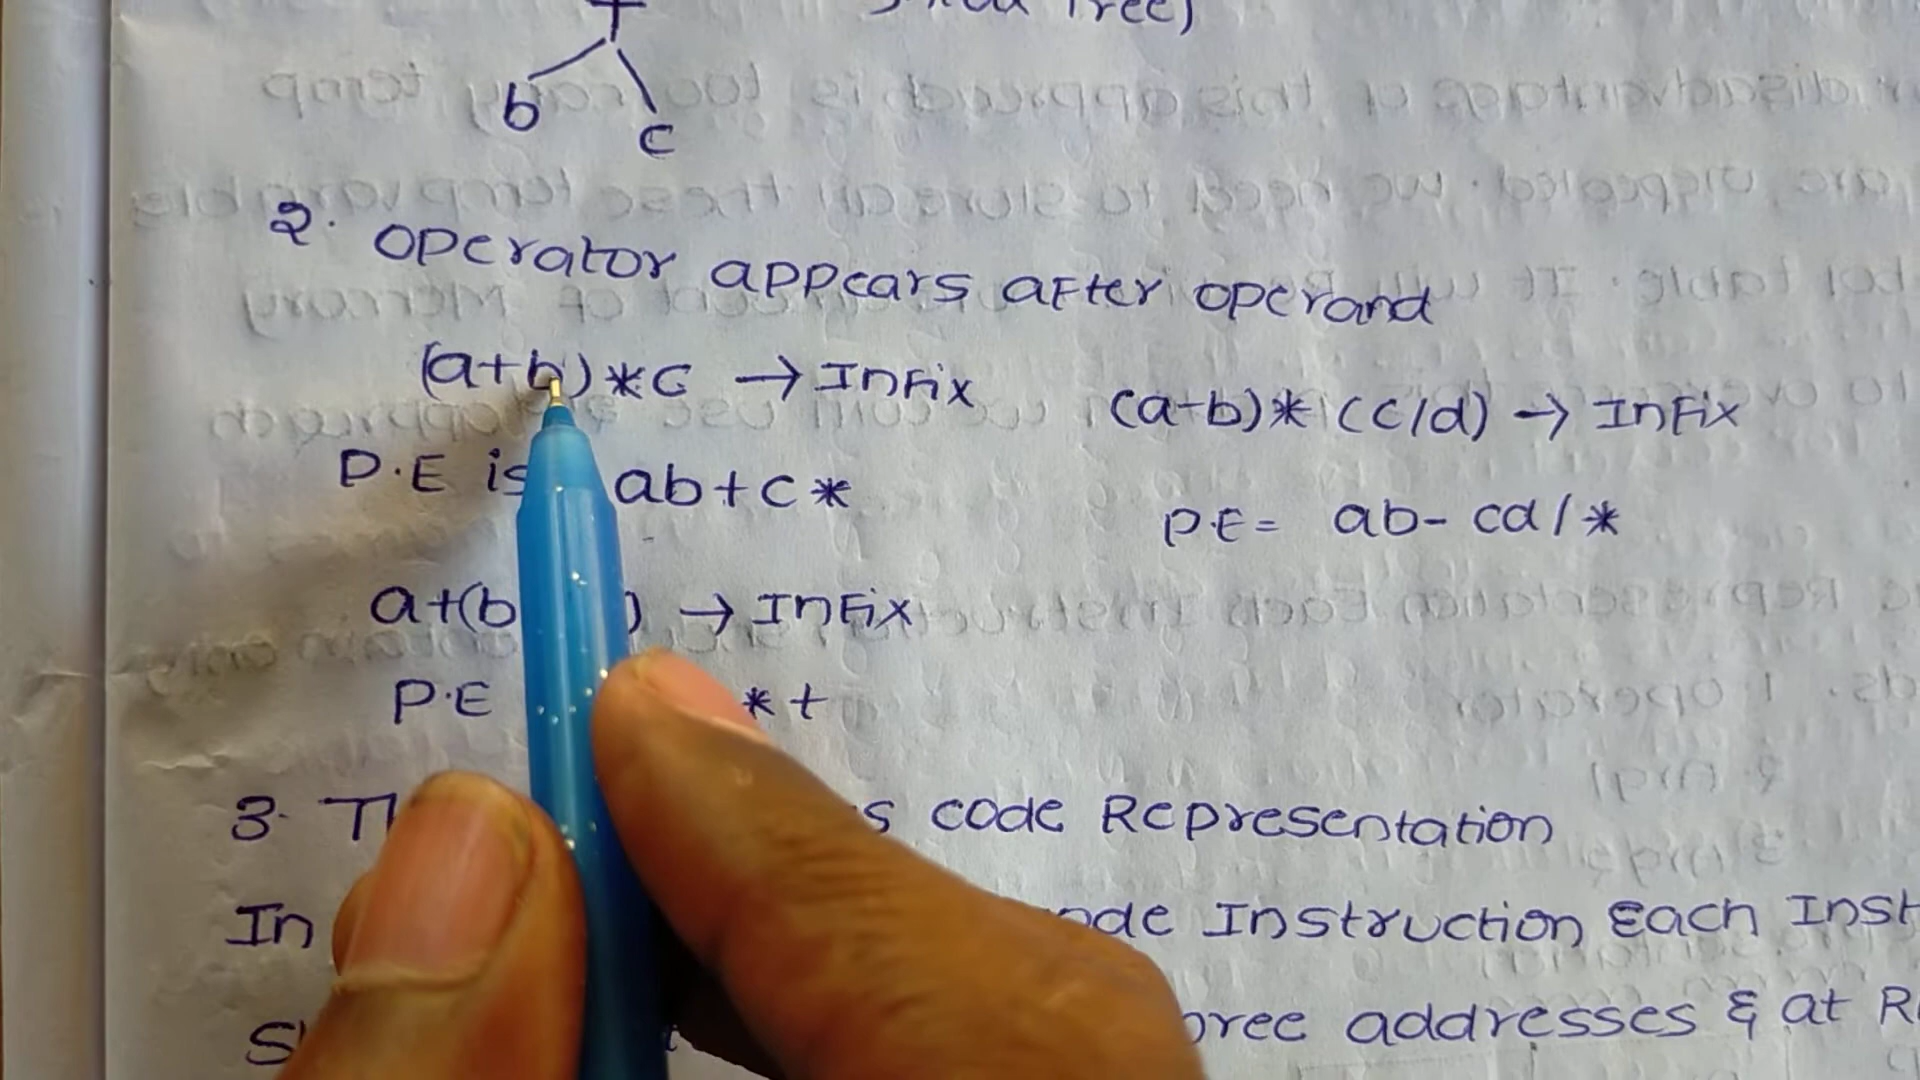 Tree)
b
c
2. Operator appears after operand
(a+b)*c → Infix
(a-b)* (c/d) → Infix
P.E is ab+c*
P.E = ab- cd/*
a+(b ) → Infix
P.E *+
3. code Representation
In Instruction Each
addresses & at